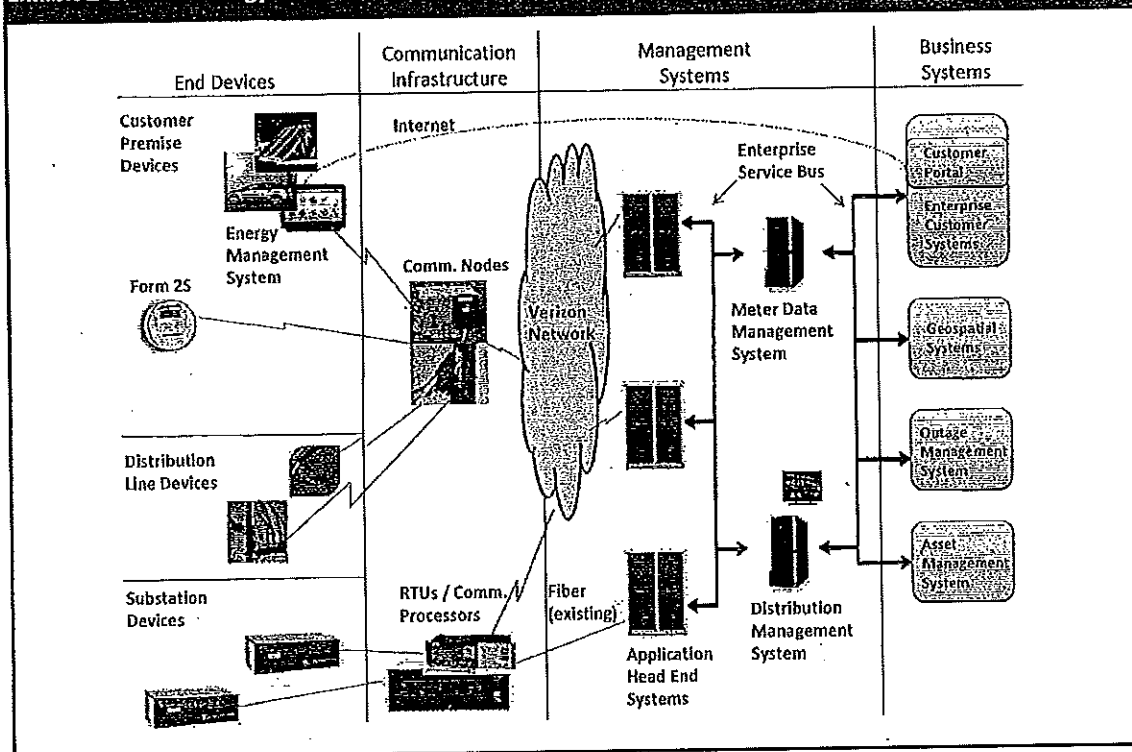 End Devices
Communication
Infrastructure
Management
Systems
Business
Systems
Customer
Premise
Devices
Energy
Management
System
Form 2S
Distribution
Line Devices
Substation
Devices
Internet
Comm. Nodes
Verizon
Network
RTUs / Comm.
Processors
Fiber
(existing)
Enterprise
Service Bus
Meter Data
Management
System
Distribution
Management
System
Application
Head End
Systems
Customer
Portal
Enterprise
Customer
Systems
Geospatial
Systems
Outage
Management
System
Asset
Management
System